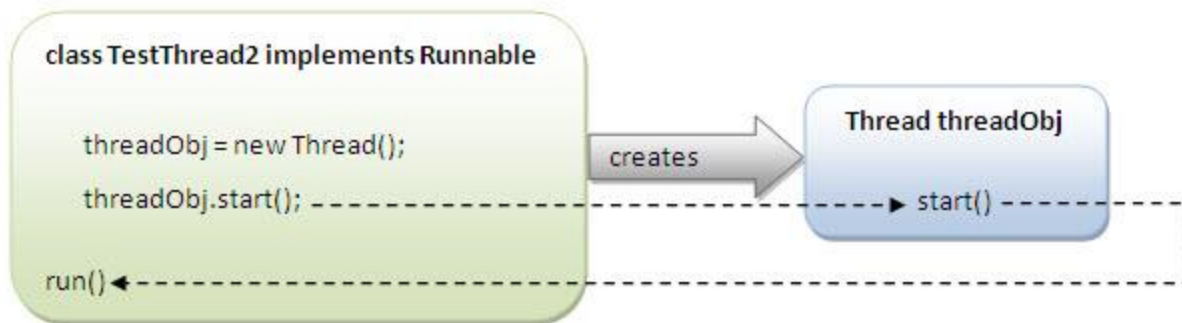 class TestThread2 implements Runnable
threadObj = new Thread();
threadObj.start();
run()
creates
Thread threadObj
start()